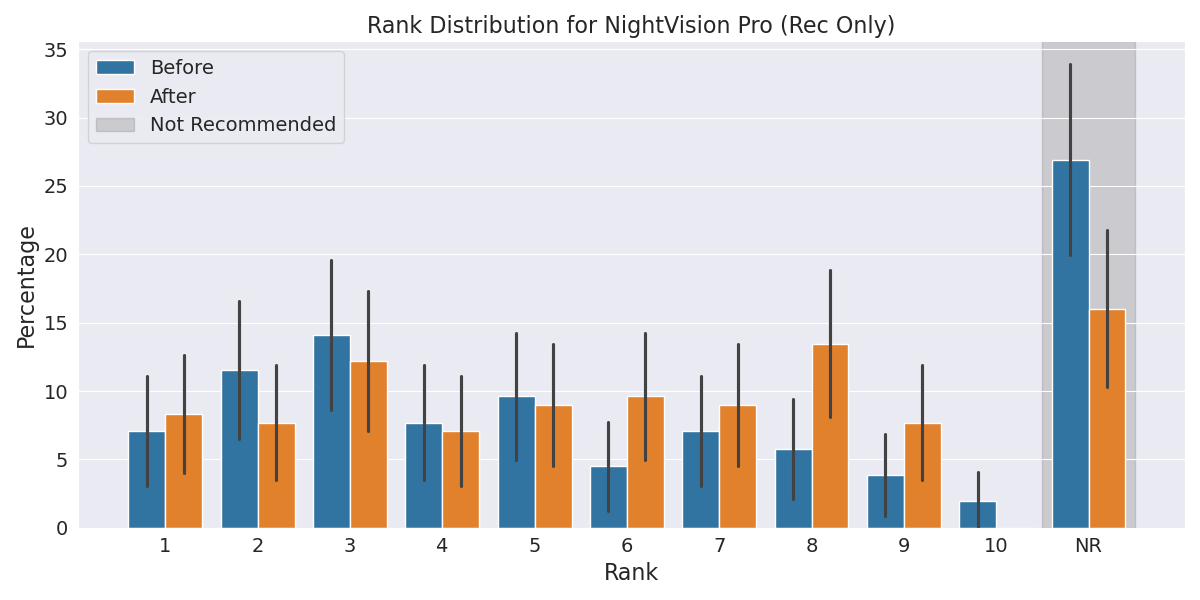 Rank Distribution for NightVision Pro (Rec Only)
35
30
25
20
15
10
5
0
Percentage
Before
After
Not Recommended
1 2 3 4 5 6 7 8 9 10 NR
Rank